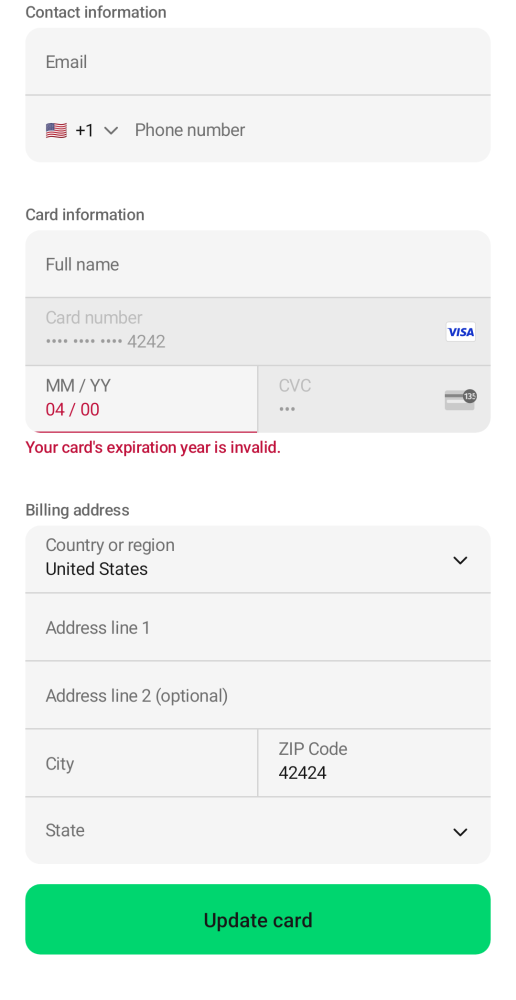 Contact information
Email
+1 Phone number
Card information
Full name
Card number
•••• •••• •••• 4242
VISA
MM / YY
04 / 00
CVC
•••
135
Your card's expiration year is invalid.
Billing address
Country or region
United States
Address line 1
Address line 2 (optional)
City
ZIP Code
42424
State
Update card